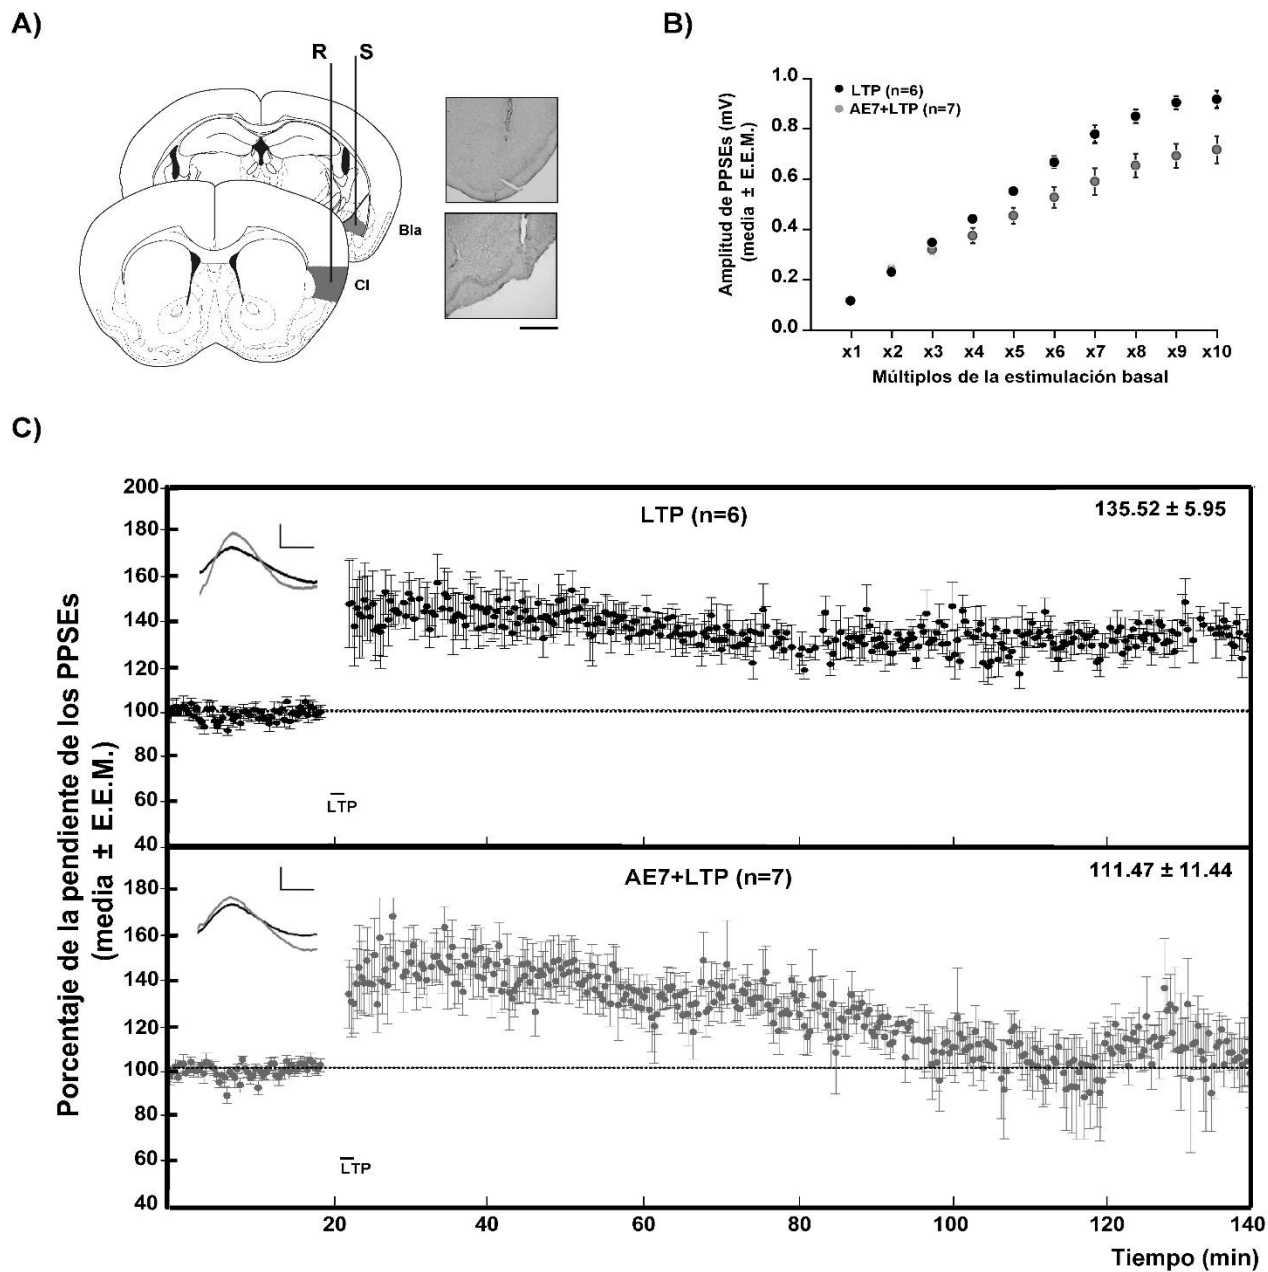 A)
R S
Bla
CI
B)
Amplitud de PPSEs (mV)
(media ± E.E.M.)
1.0
0.8
0.6
0.4
0.2
0.0
LTP (n=6)
AE7+LTP (n=7)
x1 x2 x3 x4 x5 x6 x7 x8 x9 x10
Múltiplos de la estimulación basal
C)
Porcentaje de la pendiente de los PPSEs
(media ± E.E.M.)
200
180
160
140
120
100
80
60
40
LTP (n=6)
135.52 ± 5.95
LTP
180
160
140
120
100
80
60
40
AE7+LTP (n=7)
111.47 ± 11.44
LTP
20 40 60 80 100 120 140
Tiempo (min)